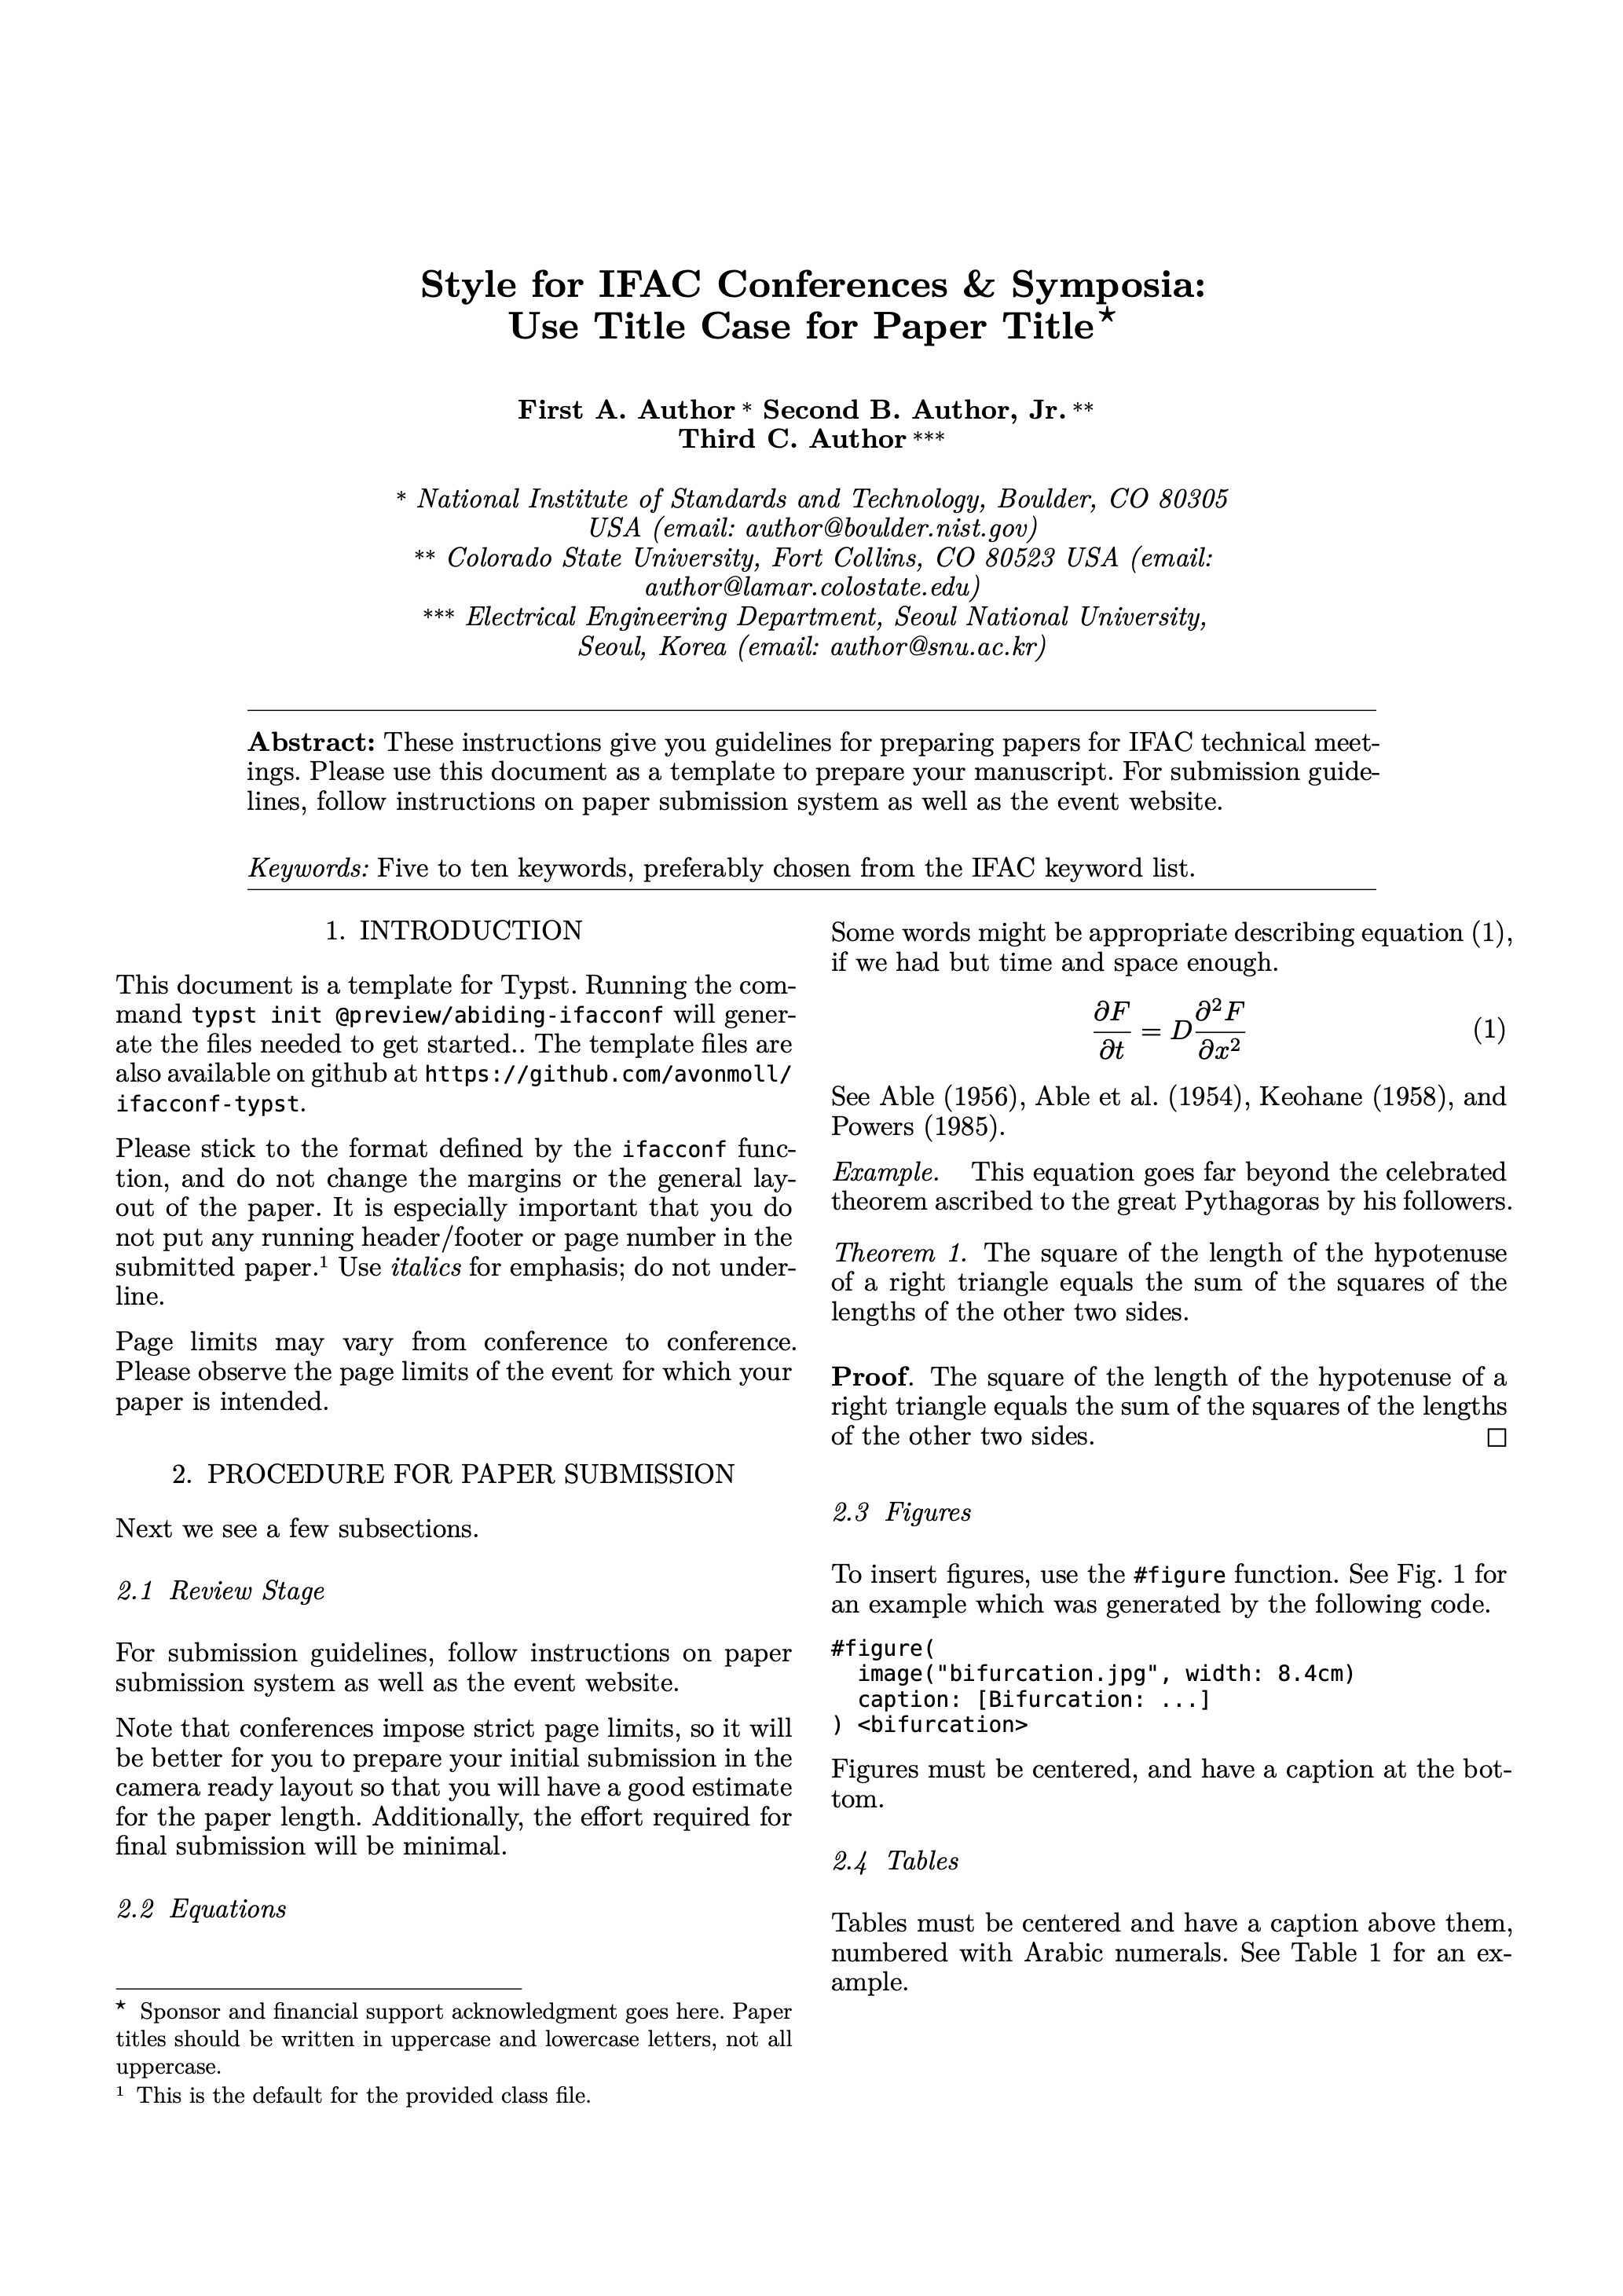 Style for IFAC Conferences & Symposia:
Use Title Case for Paper Title★
First A. Author * Second B. Author, Jr. **
Third C. Author ***
* National Institute of Standards and Technology, Boulder, CO 80305
USA (email: author@boulder.nist.gov)
** Colorado State University, Fort Collins, CO 80523 USA (email:
author@lamar.colostate.edu)
*** Electrical Engineering Department, Seoul National University,
Seoul, Korea (email: author@snu.ac.kr)
Abstract: These instructions give you guidelines for preparing papers for IFAC technical meet-
ings. Please use this document as a template to prepare your manuscript. For submission guide-
lines, follow instructions on paper submission system as well as the event website.
Keywords: Five to ten keywords, preferably chosen from the IFAC keyword list.
1. INTRODUCTION
This document is a template for Typst. Running the com-
mand typst init @preview/abiding-ifacconf will gener-
ate the files needed to get started.. The template files are
also available on github at https://github.com/avonmoll/
ifacconf-typst.
Please stick to the format defined by the ifacconf func-
tion, and do not change the margins or the general lay-
out of the paper. It is especially important that you do
not put any running header/footer or page number in the
submitted paper.¹ Use italics for emphasis; do not under-
line.
Page limits may vary from conference to conference.
Please observe the page limits of the event for which your
paper is intended.
2. PROCEDURE FOR PAPER SUBMISSION
Next we see a few subsections.
2.1 Review Stage
For submission guidelines, follow instructions on paper
submission system as well as the event website.
Note that conferences impose strict page limits, so it will
be better for you to prepare your initial submission in the
camera ready layout so that you will have a good estimate
for the paper length. Additionally, the effort required for
final submission will be minimal.
2.2 Equations
★ Sponsor and financial support acknowledgment goes here. Paper
titles should be written in uppercase and lowercase letters, not all
uppercase.
¹ This is the default for the provided class file.
Some words might be appropriate describing equation (1),
if we had but time and space enough.
∂F/∂t = D ∂²F/∂x² (1)
See Able (1956), Able et al. (1954), Keohane (1958), and
Powers (1985).
Example. This equation goes far beyond the celebrated
theorem ascribed to the great Pythagoras by his followers.
Theorem 1. The square of the length of the hypotenuse
of a right triangle equals the sum of the squares of the
lengths of the other two sides.
Proof. The square of the length of the hypotenuse of a
right triangle equals the sum of the squares of the lengths
of the other two sides. □
2.3 Figures
To insert figures, use the #figure function. See Fig. 1 for
an example which was generated by the following code.
#figure(
  image("bifurcation.jpg", width: 8.4cm)
  caption: [Bifurcation: ...]
) <bifurcation>
Figures must be centered, and have a caption at the bot-
tom.
2.4 Tables
Tables must be centered and have a caption above them,
numbered with Arabic numerals. See Table 1 for an ex-
ample.